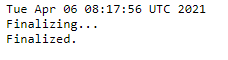 Tue Apr 06 08:17:56 UTC 2021
Finalizing...
Finalized.